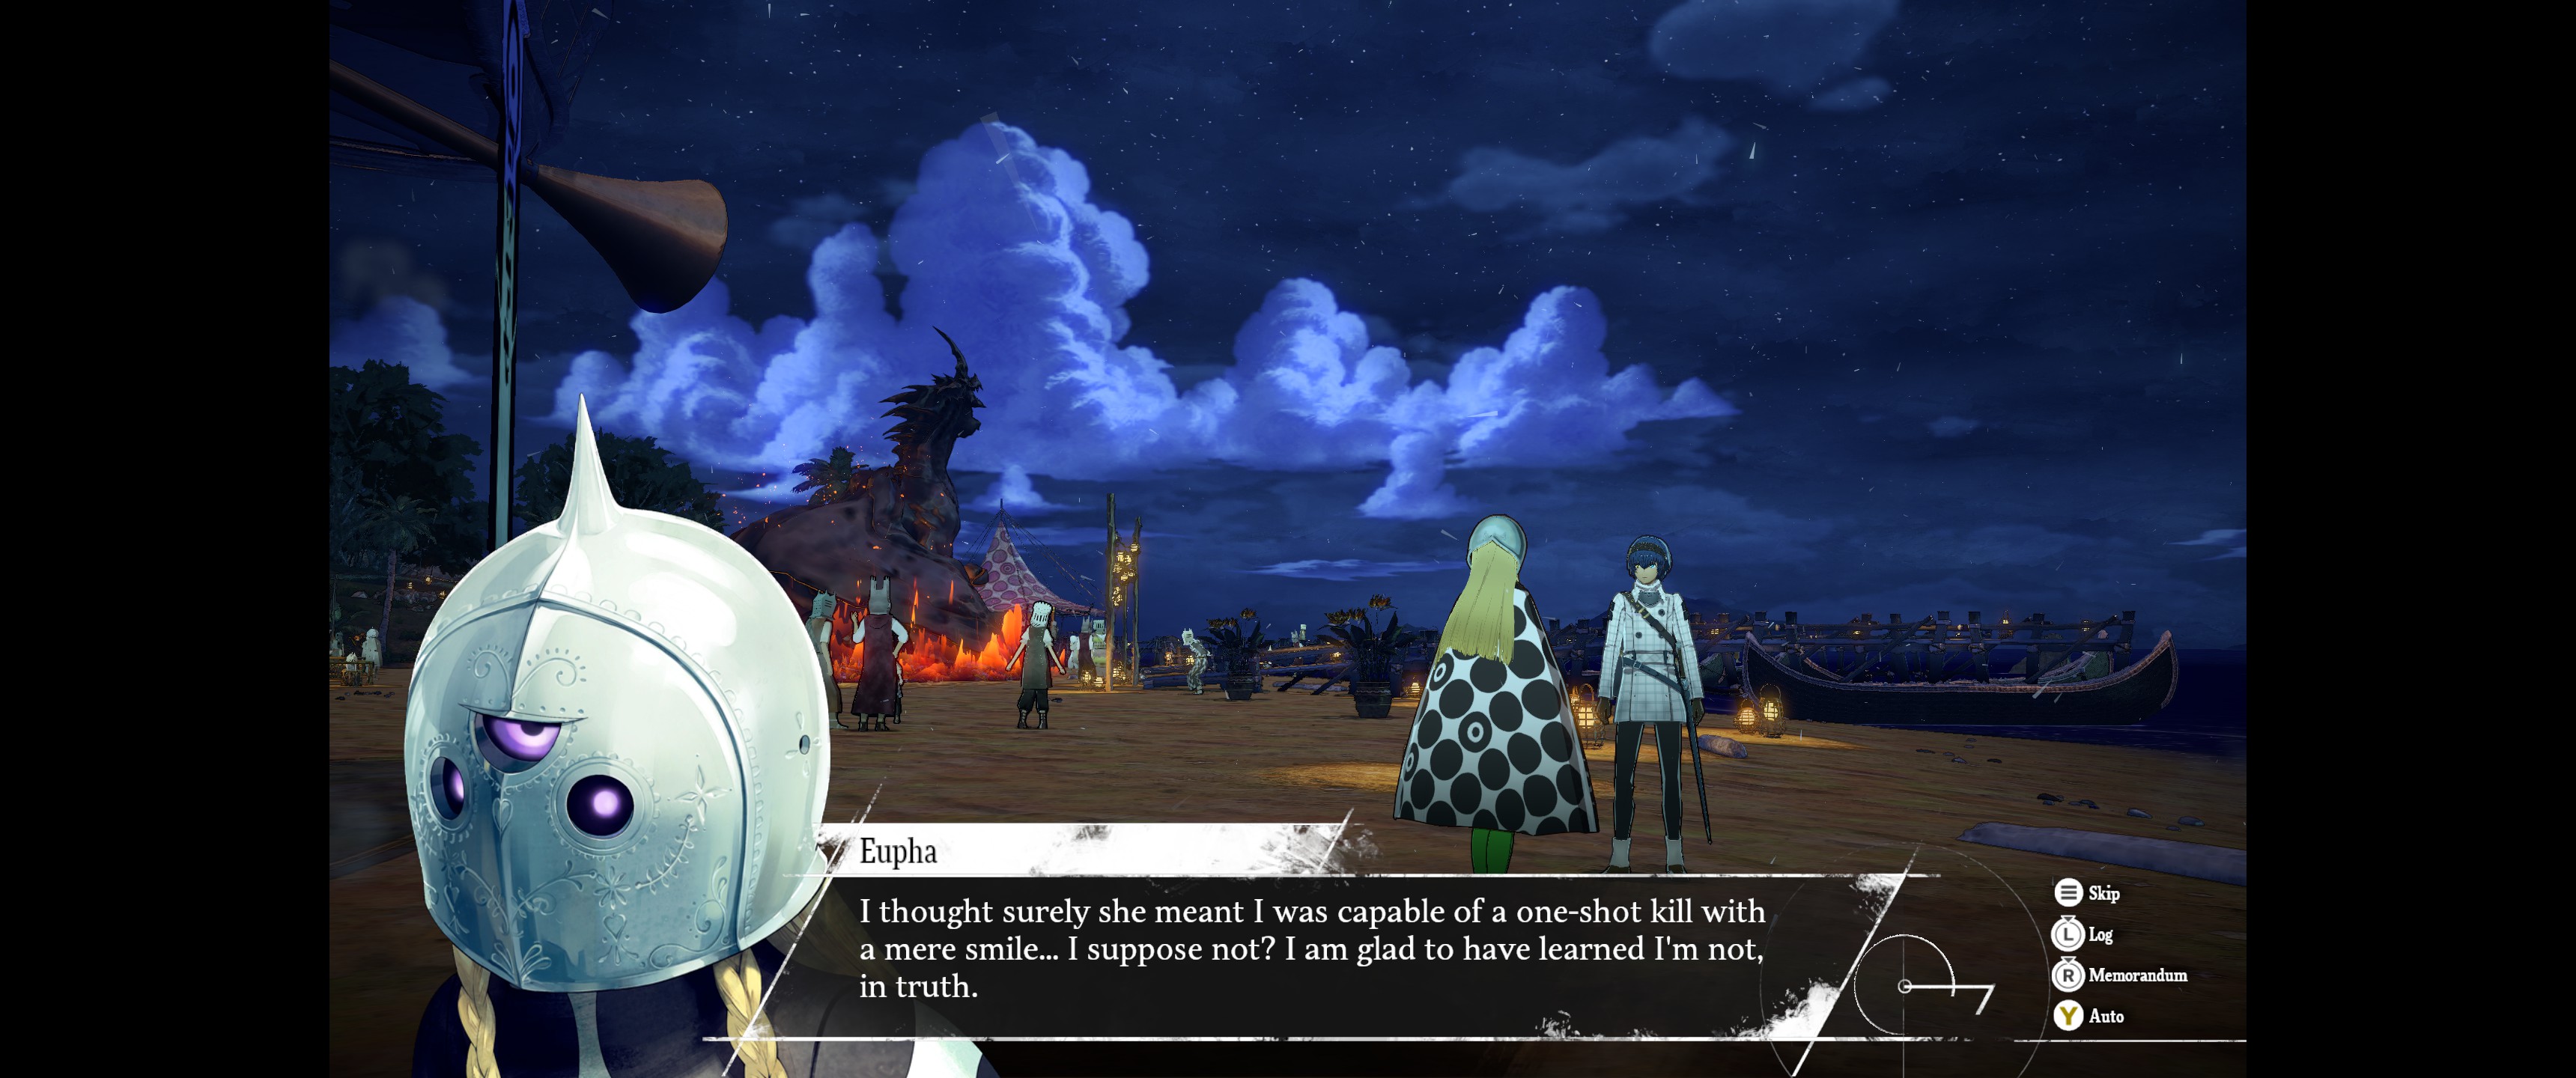 Eupha
I thought surely she meant I was capable of a one-shot kill with
a mere smile... I suppose not? I am glad to have learned I'm not,
in truth.
Skip
L Log
R Memorandum
Y Auto